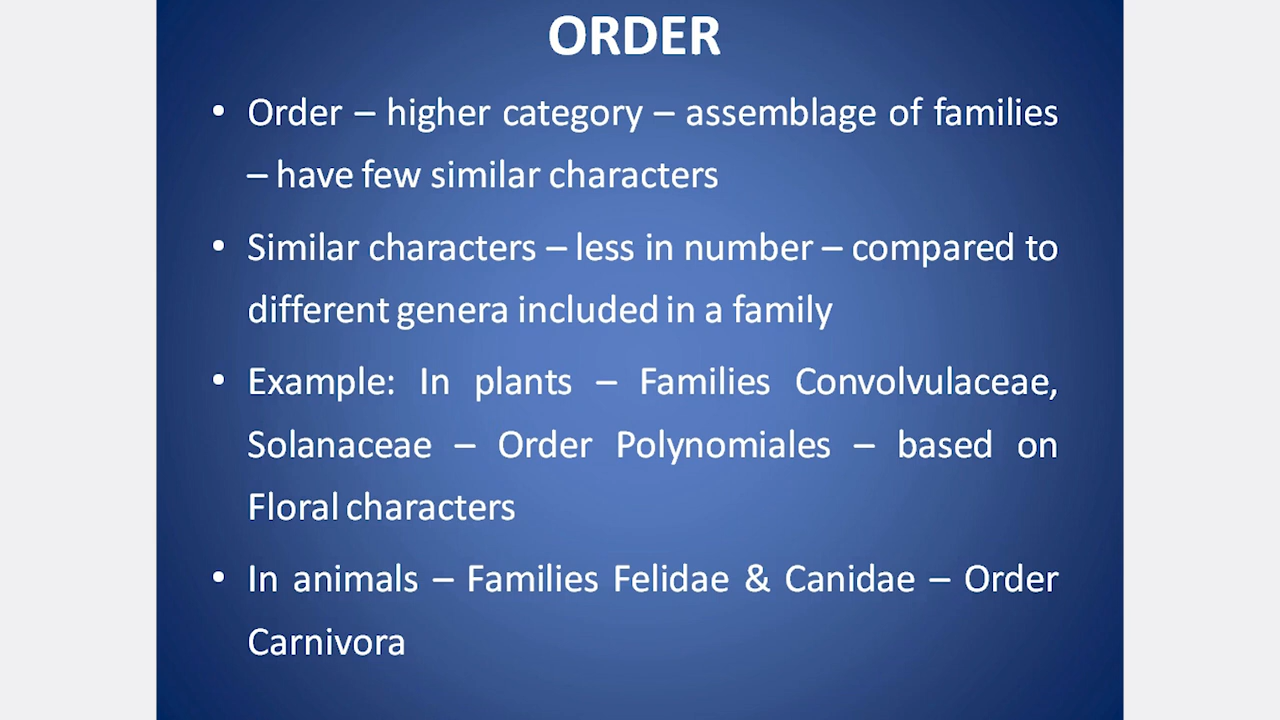 ORDER
• Order – higher category – assemblage of families
– have few similar characters
• Similar characters – less in number – compared to
different genera included in a family
• Example: In plants – Families Convolvulaceae,
Solanaceae – Order Polynomiales – based on
Floral characters
• In animals – Families Felidae & Canidae – Order
Carnivora